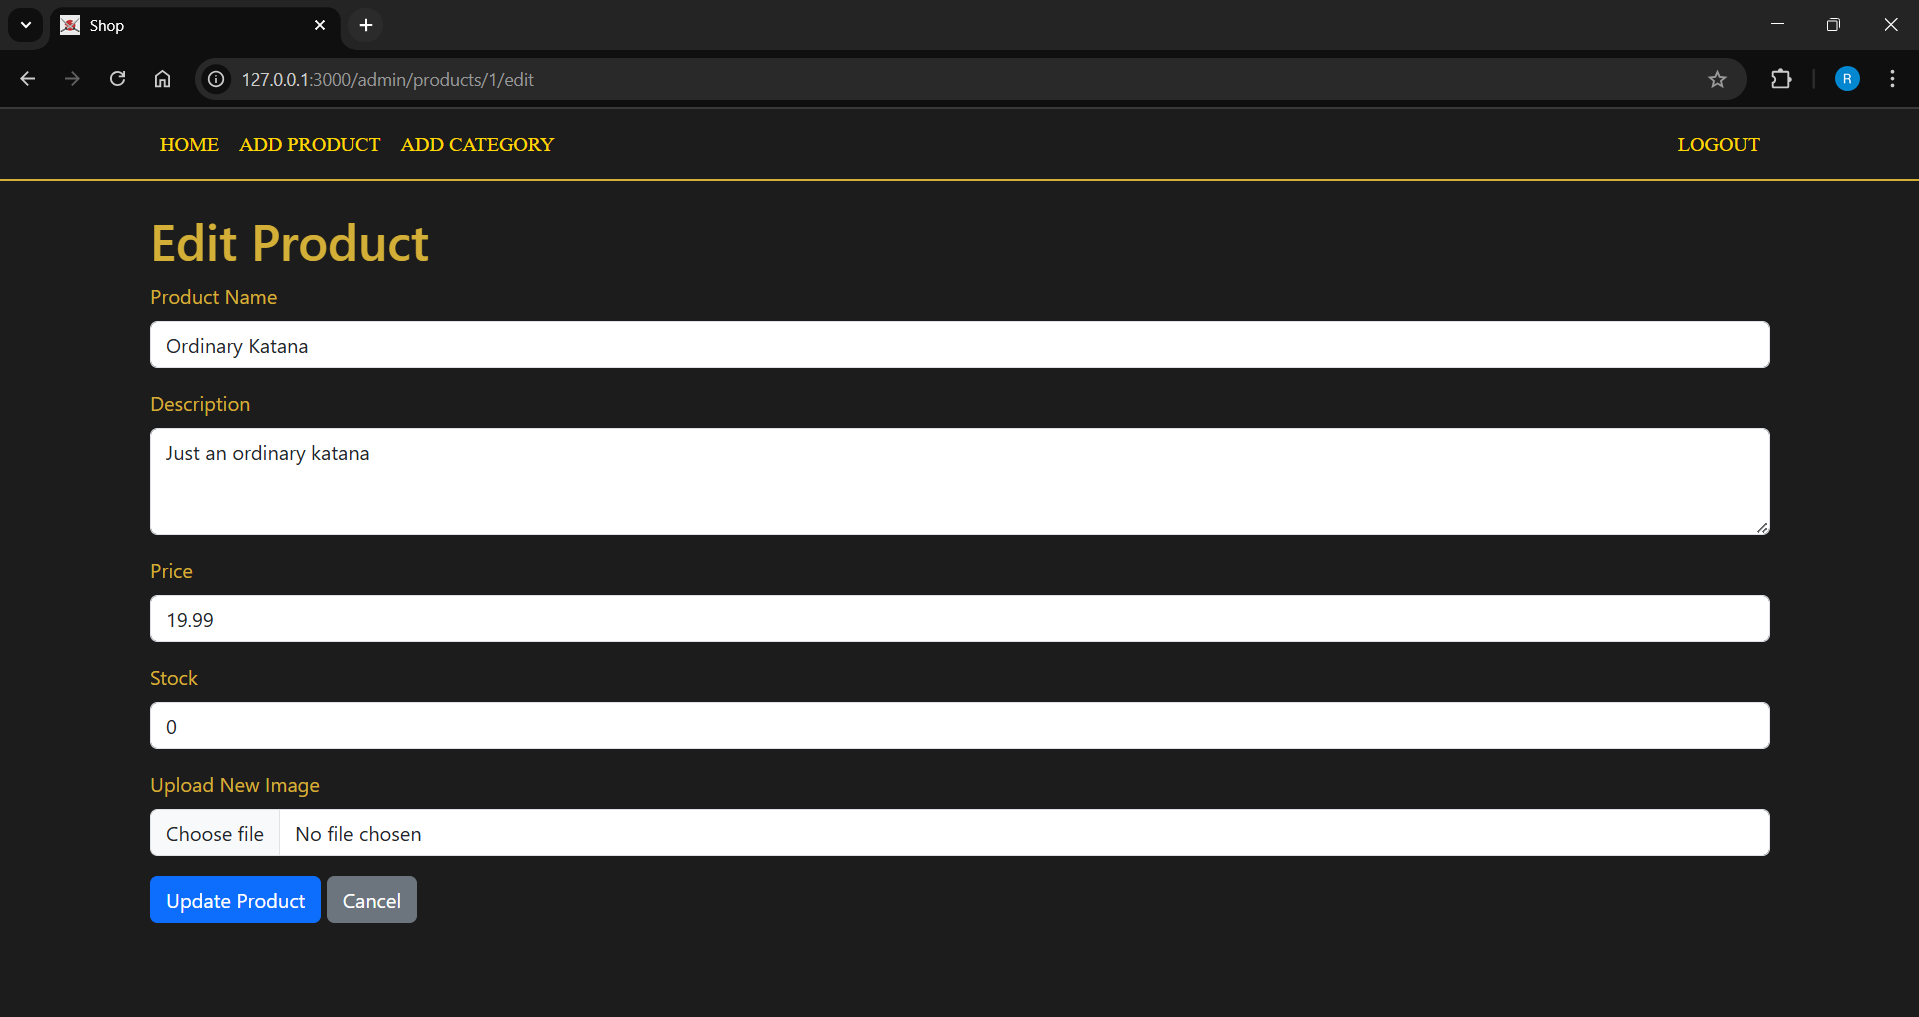 Shop
127.0.0.1:3000/admin/products/1/edit
R
HOME ADD PRODUCT ADD CATEGORY LOGOUT
Edit Product
Product Name
Ordinary Katana
Description
Just an ordinary katana
Price
19.99
Stock
0
Upload New Image
Choose file No file chosen
Update Product Cancel